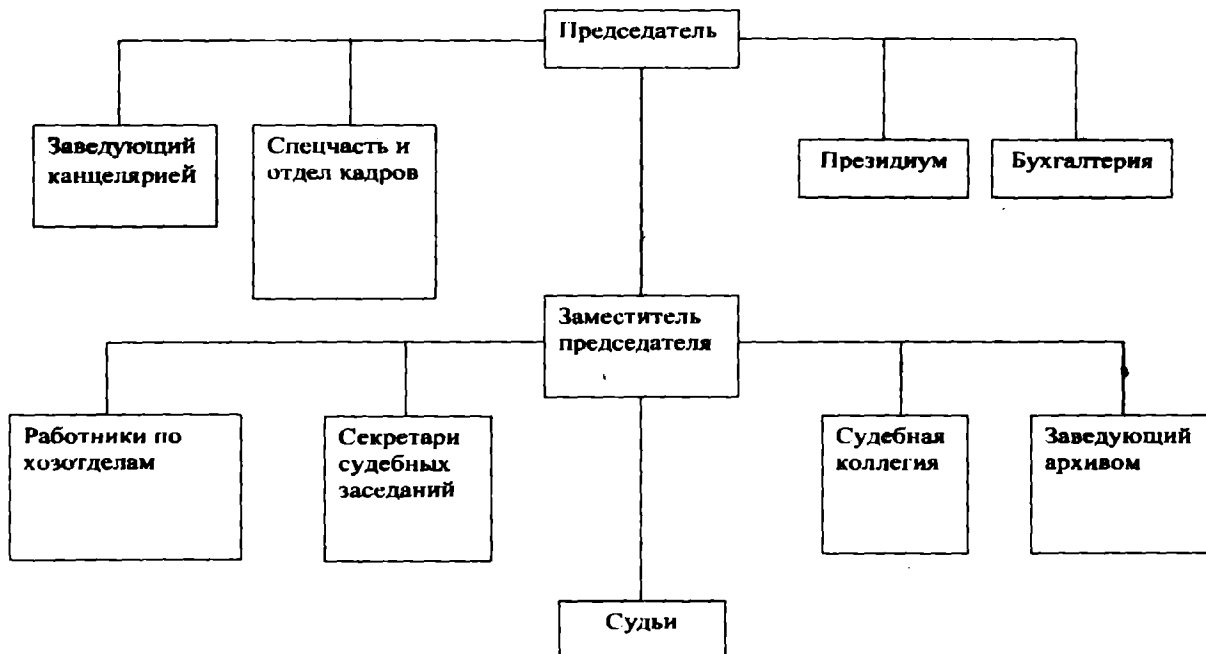 Председатель
Заведующий
канцелярией
Спецчасть и
отдел кадров
Президиум
Бухгалтерия
Заместитель
председателя
Работники по
хозотделам
Секретари
судебных
заседаний
Судебная
коллегия
Заведующий
архивом
Судьи